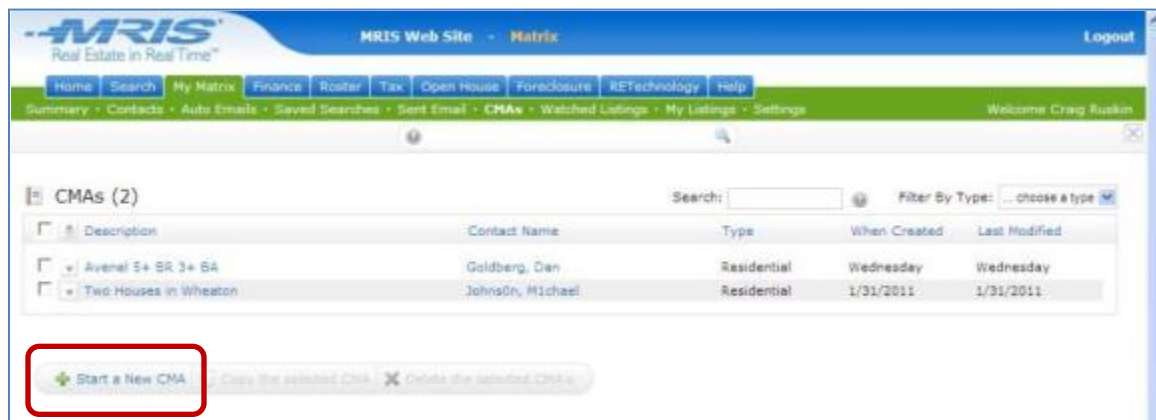 MRIS
Real Estate in Real Time™
MRIS Web Site - Matrix
Logout
Home Search My Matrix Finance Roster Tax Open House Foreclosure RETechnology Help
Summary · Contacts · Auto Emails · Saved Searches · Sent Email · CMAs · Watched Listings · My Listings · Settings Welcome Craig Ruskin
CMAs (2) Search: Filter By Type: ... choose a type
Description Contact Name Type When Created Last Modified
Avenel 5+ BR 3+ BA Goldberg, Dan Residential Wednesday Wednesday
Two Houses in Wheaton Johns0n, M1chael Residential 1/31/2011 1/31/2011
Start a New CMA Copy the selected CMA Delete the selected CMAs